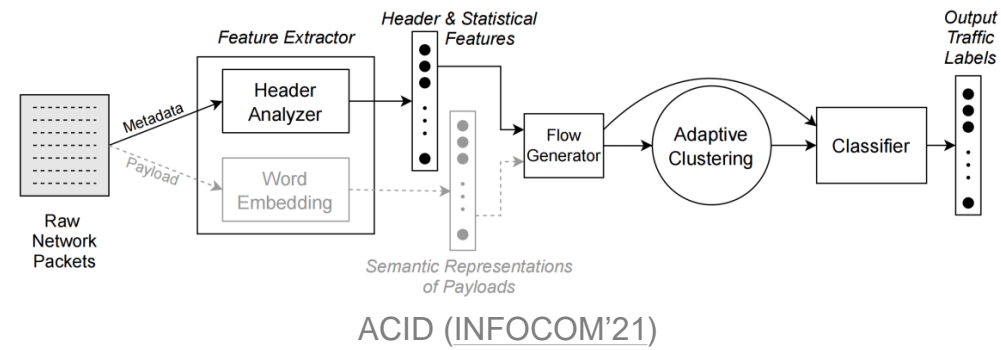 Feature Extractor
Header & Statistical
Features
Output
Traffic
Labels
Metadata
Payload
Header
Analyzer
Word
Embedding
Flow
Generator
Adaptive
Clustering
Classifier
Raw
Network
Packets
Semantic Representations
of Payloads
ACID (INFOCOM'21)